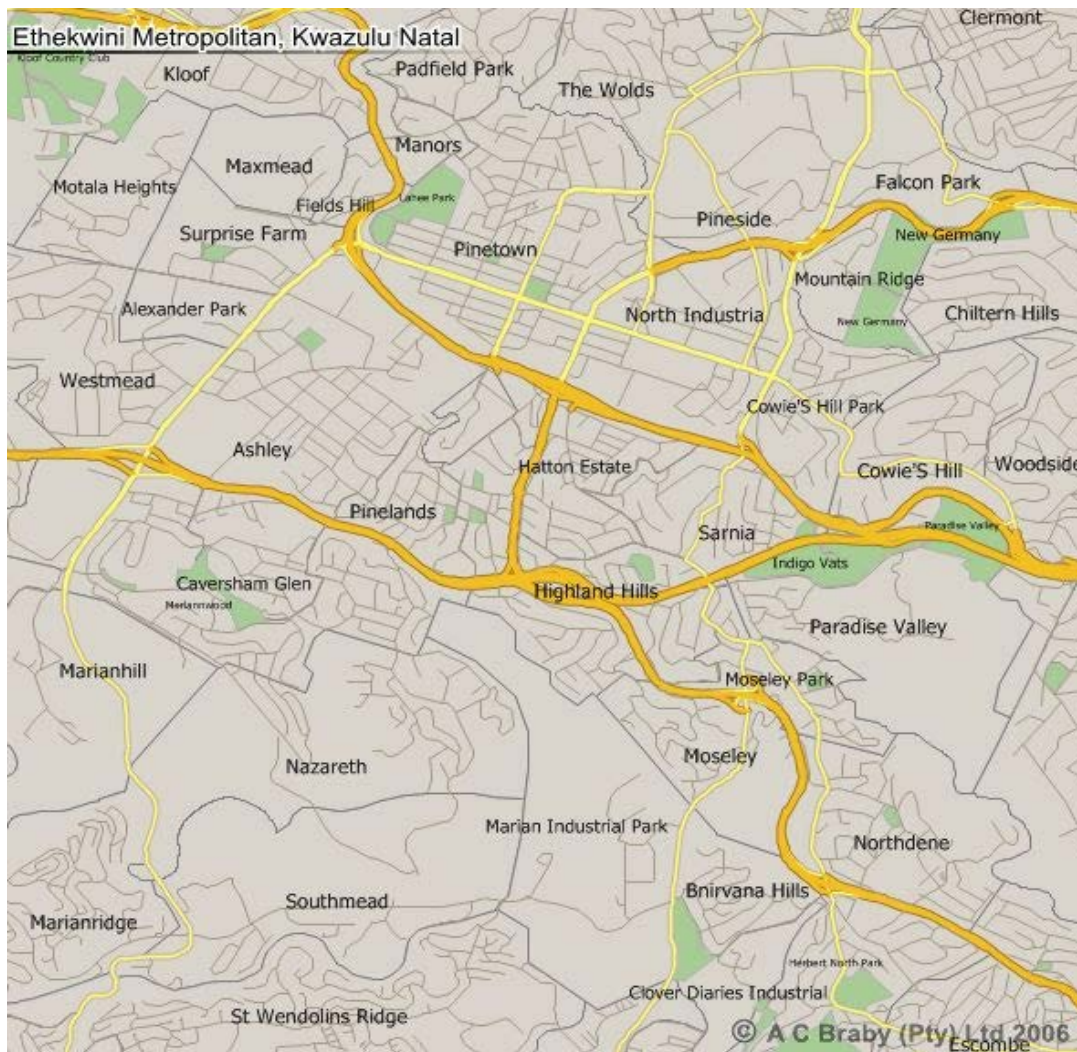 Clermont
Ethekwini Metropolitan, Kwazulu Natal
Kloof Country Club
Kloof
Padfield Park
The Wolds
Manors
Maxmead
Motala Heights
Falcon Park
Lahee Park
Fields Hill
Pineside
Surprise Farm
New Germany
Pinetown
Mountain Ridge
Alexander Park
North Industria
Chiltern Hills
New Germany
Westmead
Cowie'S Hill Park
Ashley
Hatton Estate
Cowie'S Hill
Woodside
Pinelands
Paradise Valley
Sarnia
Indigo Vats
Caversham Glen
Highland Hills
Mariannwood
Paradise Valley
Marianhill
Moseley Park
Moseley
Nazareth
Marian Industrial Park
Northdene
Bnirvana Hills
Southmead
Marianridge
Herbert North Park
Clover Diaries Industrial
St Wendolins Ridge
© A C Braby (Pty) Ltd 2006
Escombe